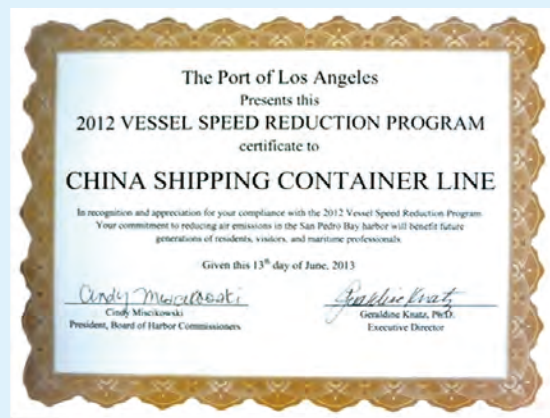 The Port of Los Angeles
Presents this
2012 VESSEL SPEED REDUCTION PROGRAM
certificate to
CHINA SHIPPING CONTAINER LINE
In recognition and appreciation for your compliance with the 2012 Vessel Speed Reduction Program.
Your commitment to reducing air emissions in the San Pedro Bay harbor will benefit future
generations of residents, visitors, and maritime professionals.
Given this 13th day of June, 2013
Cindy Miscikowski Geraldine Knatz
Cindy Miscikowski Geraldine Knatz, Ph.D.
President, Board of Harbor Commissioners Executive Director